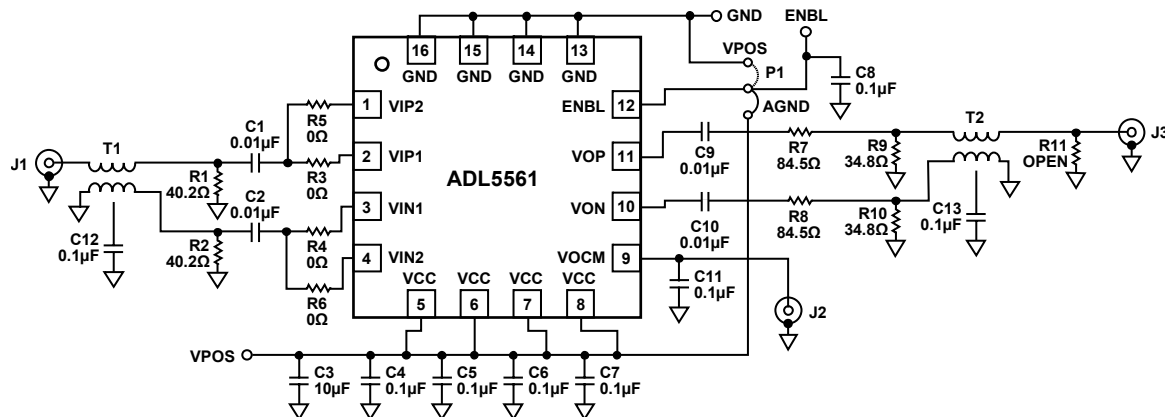 GND
ENBL
16
15
14
13
GND
GND
GND
GND
VPOS
P1
AGND
C8
0.1µF
1
VIP2
ENBL
12
R5
0Ω
C1
0.01µF
T1
J1
2
VIP1
R3
0Ω
R1
40.2Ω
C2
0.01µF
ADL5561
VOP
11
C9
0.01µF
R7
84.5Ω
R9
34.8Ω
T2
R11
OPEN
J3
3
VIN1
R4
0Ω
VON
10
C10
0.01µF
R8
84.5Ω
R10
34.8Ω
C13
0.1µF
C12
0.1µF
R2
40.2Ω
4
VIN2
R6
0Ω
VOCM
9
C11
0.1µF
J2
VCC
VCC
VCC
VCC
5
6
7
8
VPOS
C3
10µF
C4
0.1µF
C5
0.1µF
C6
0.1µF
C7
0.1µF